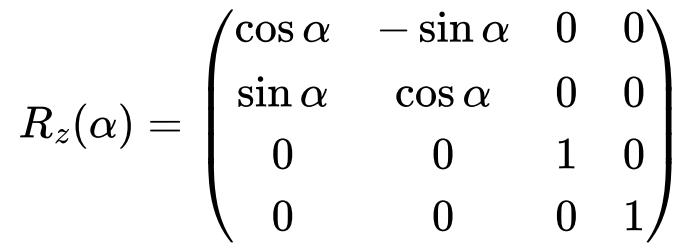 R_z(α) = 
( cos α  − sin α  0  0 )
( sin α  cos α  0  0 )
( 0  0  1  0 )
( 0  0  0  1 )